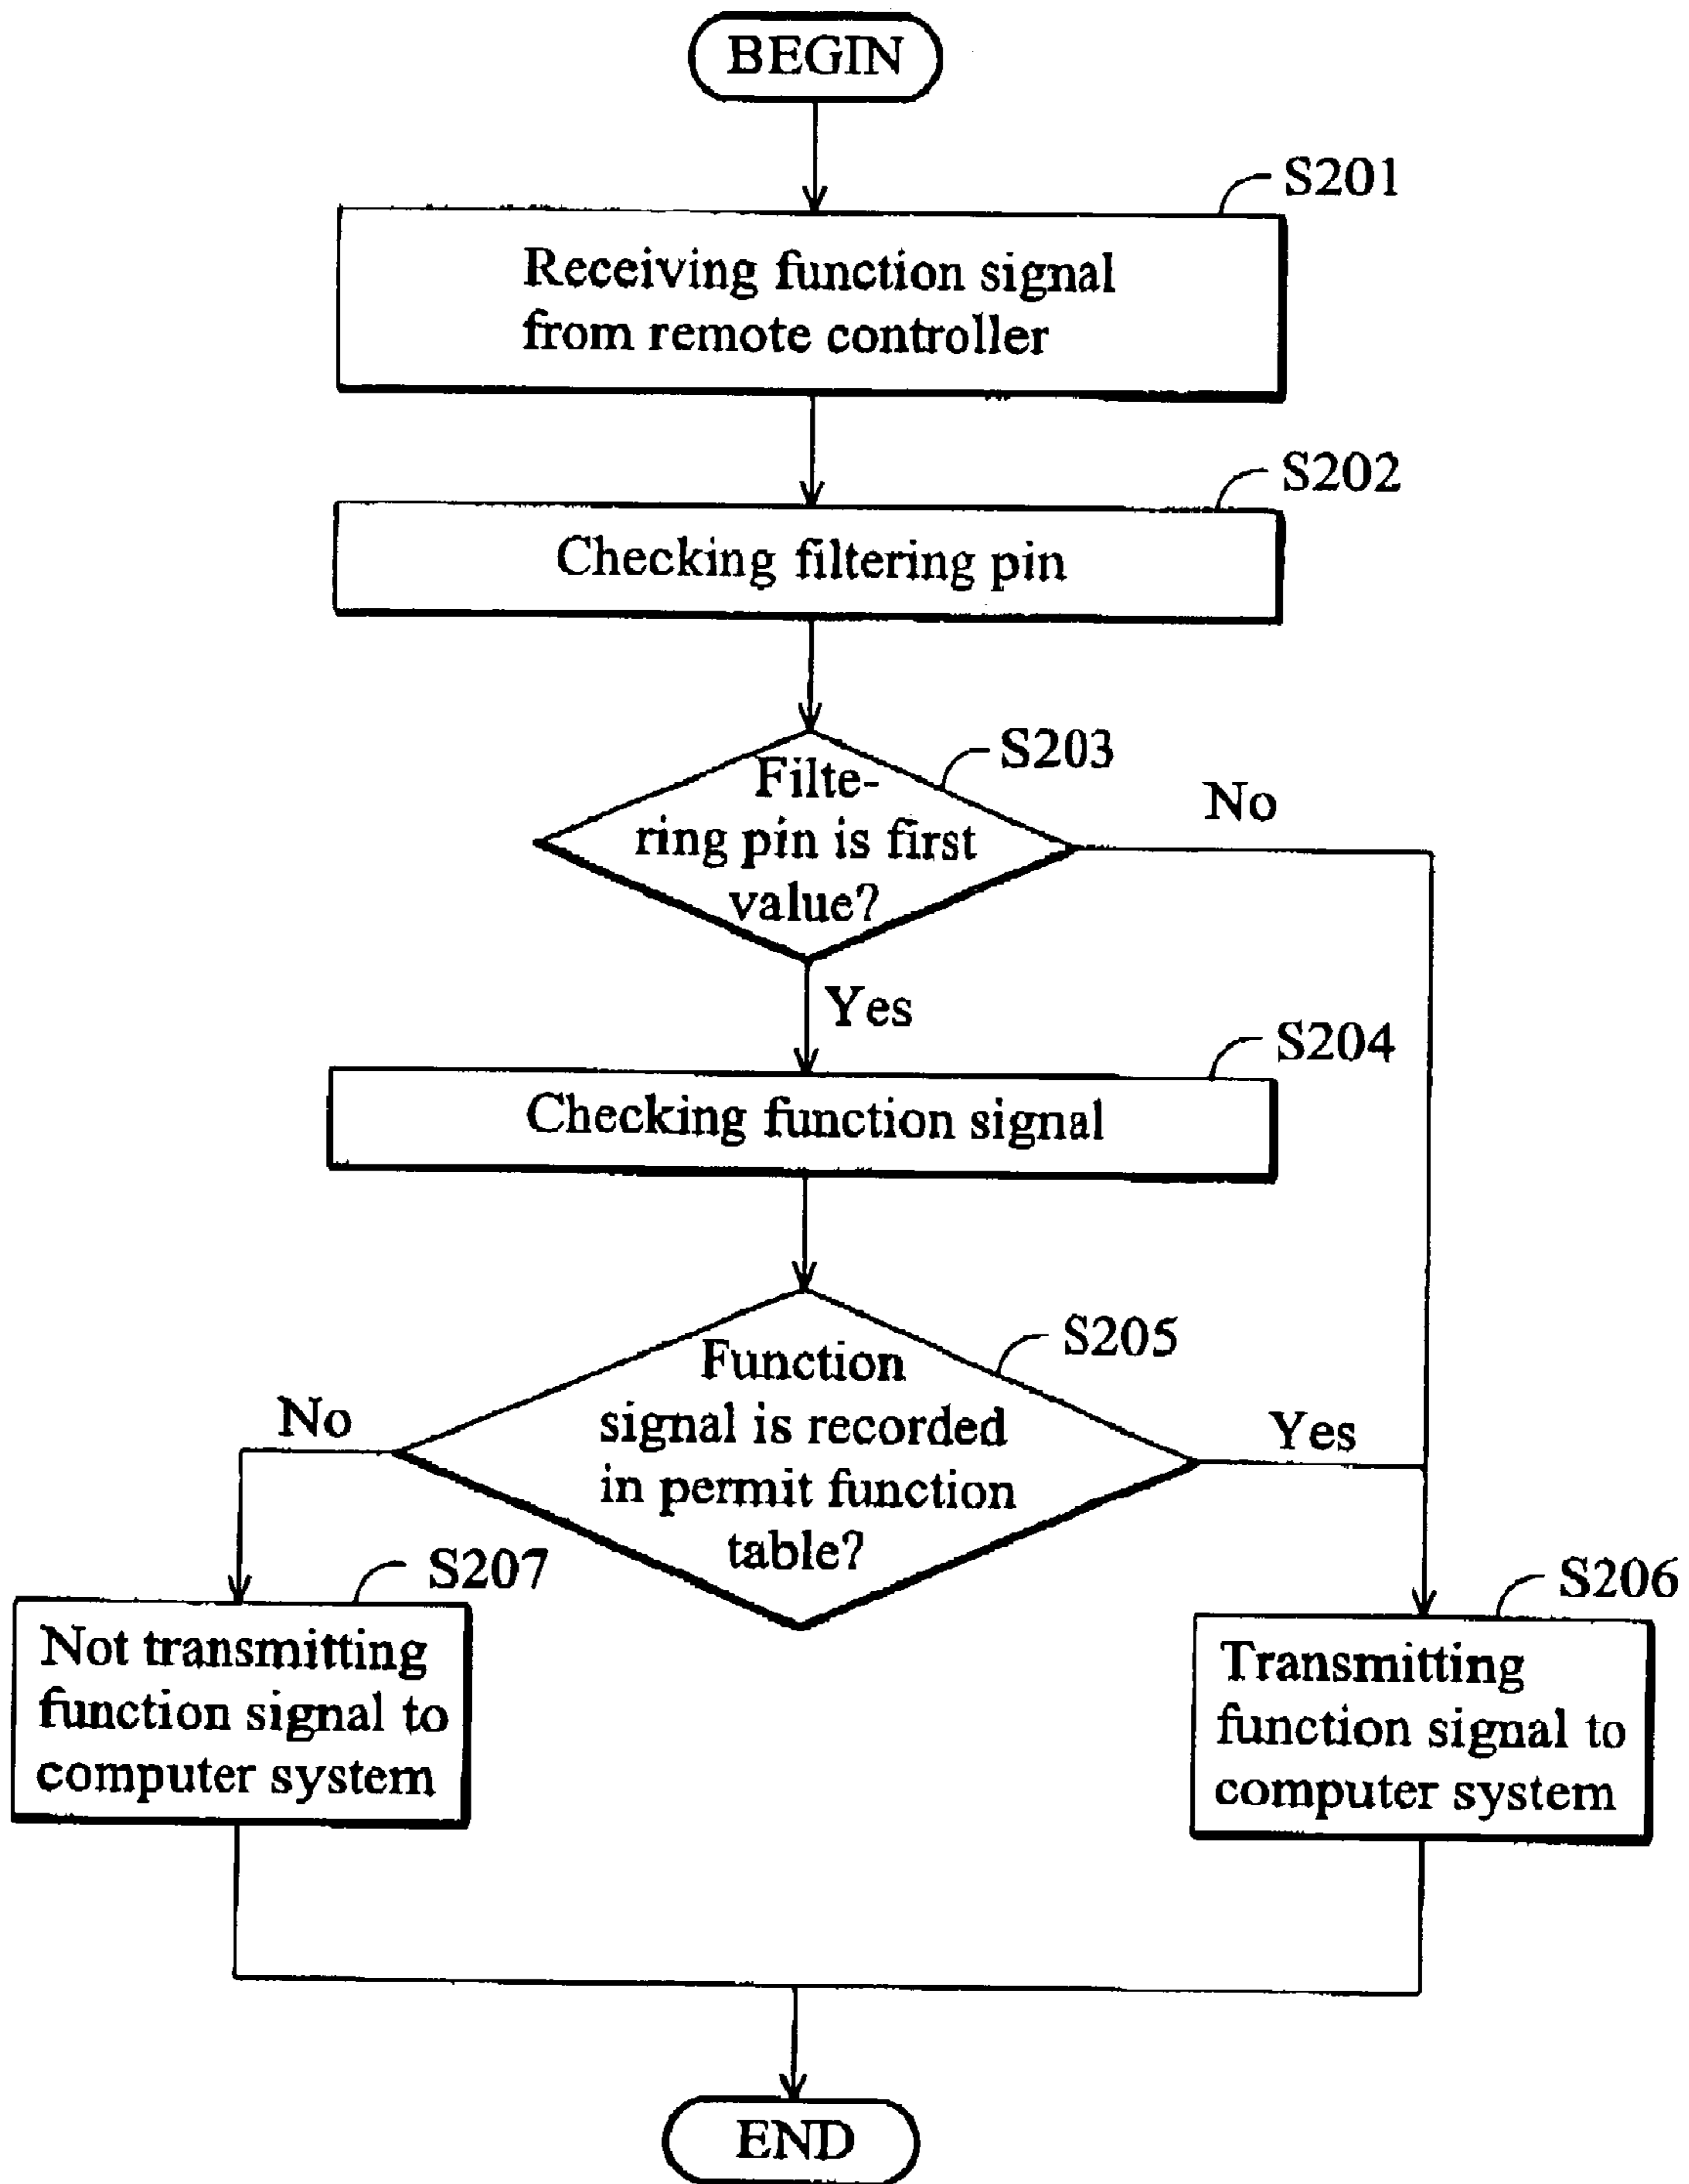 BEGIN
S201
Receiving function signal
from remote controller
S202
Checking filtering pin
S203
Filte-
ring pin is first
value?
No
Yes
S204
Checking function signal
S205
Function
signal is recorded
in permit function
table?
No
Yes
S207
Not transmitting
function signal to
computer system
S206
Transmitting
function signal to
computer system
END